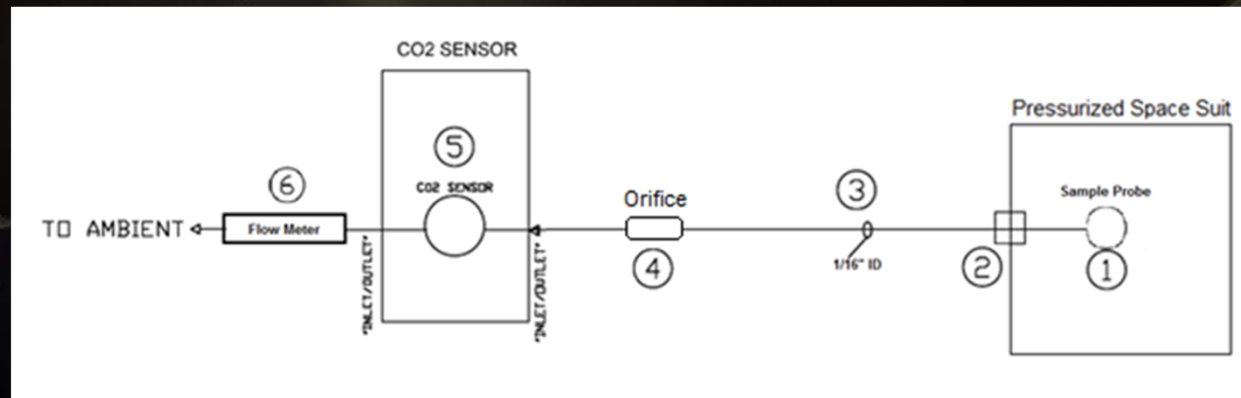 CO2 SENSOR
Pressurized Space Suit
5
CO2 SENSOR
6
TO AMBIENT
Flow Meter
"INLET/OUTLET"
"INLET/OUTLET"
Orifice
4
3
1/16" ID
2
Sample Probe
1